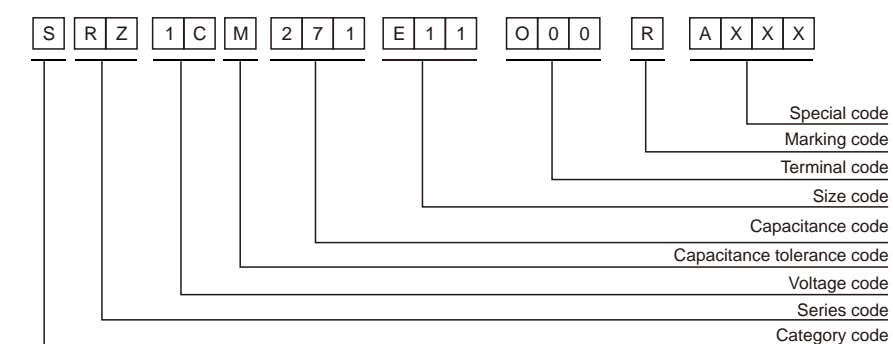 S R Z 1 C M 2 7 1 E 1 1 O 0 0 R A X X X
Special code
Marking code
Terminal code
Size code
Capacitance code
Capacitance tolerance code
Voltage code
Series code
Category code